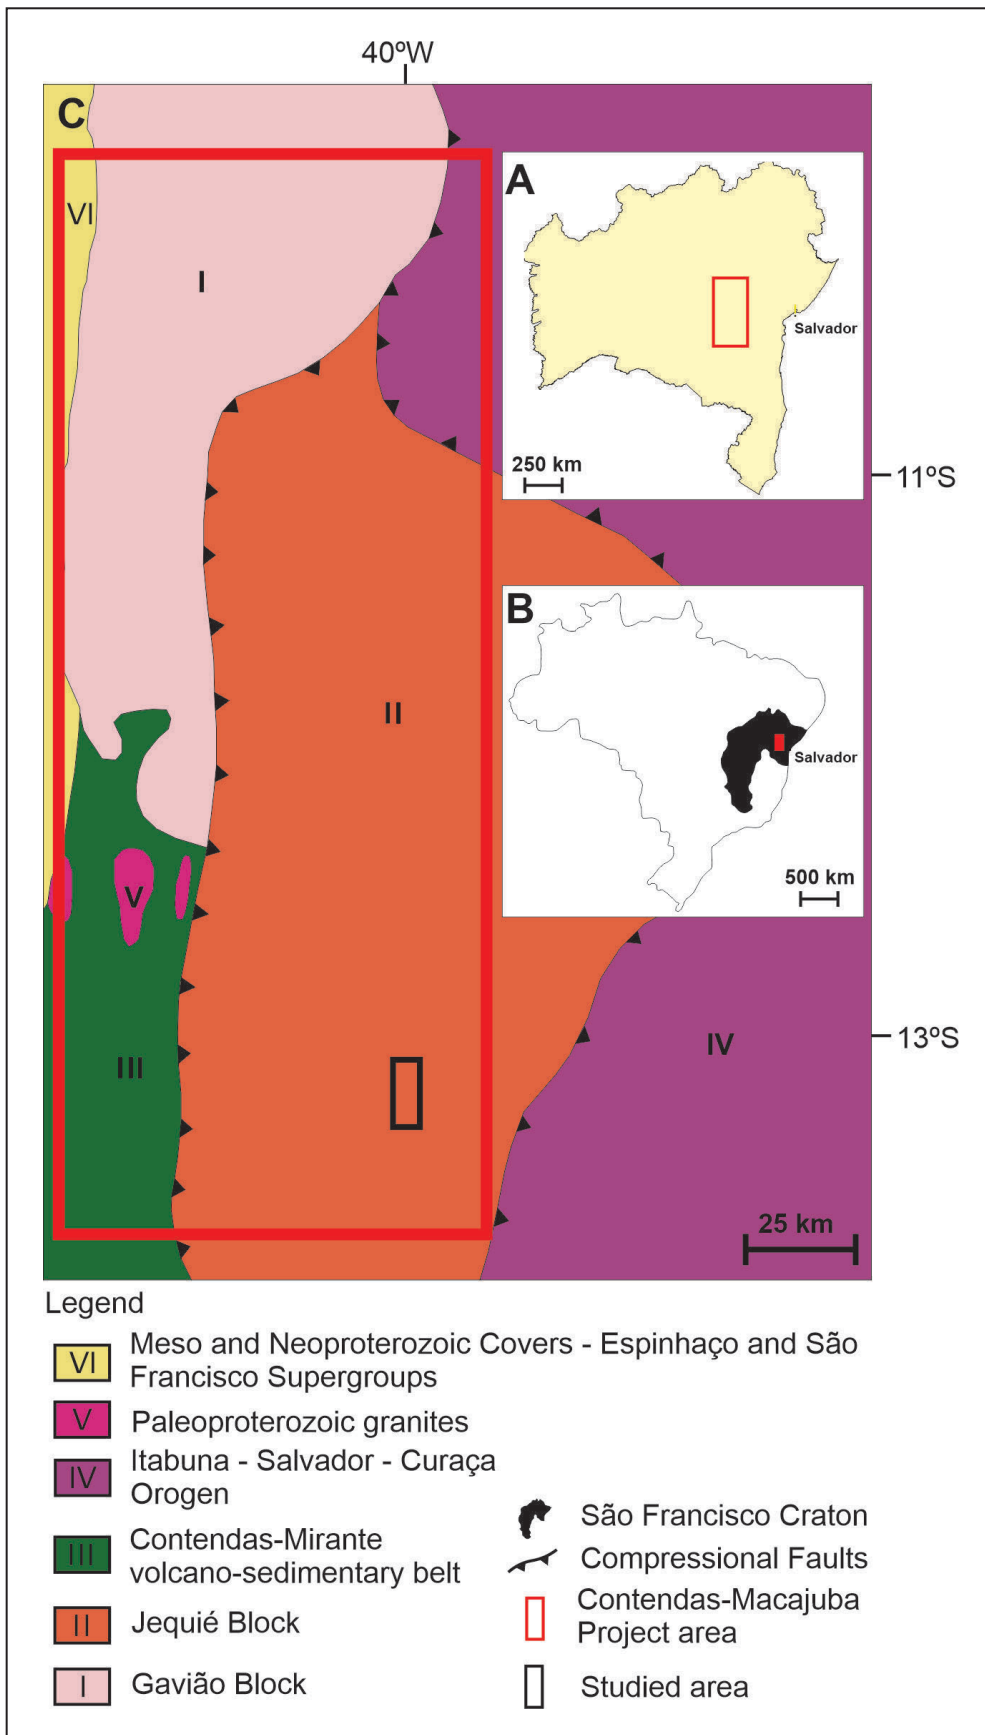 40ºW
C
A
VI
I
Salvador
250 km
11ºS
B
II
Salvador
500 km
V
III
IV
13ºS
25 km
Legend
VI Meso and Neoproterozoic Covers - Espinhaço and São
Francisco Supergroups
V Paleoproterozoic granites
IV Itabuna - Salvador - Curaça
Orogen
III Contendas-Mirante
volcano-sedimentary belt
II Jequié Block
I Gavião Block
São Francisco Craton
Compressional Faults
Contendas-Macajuba
Project area
Studied area